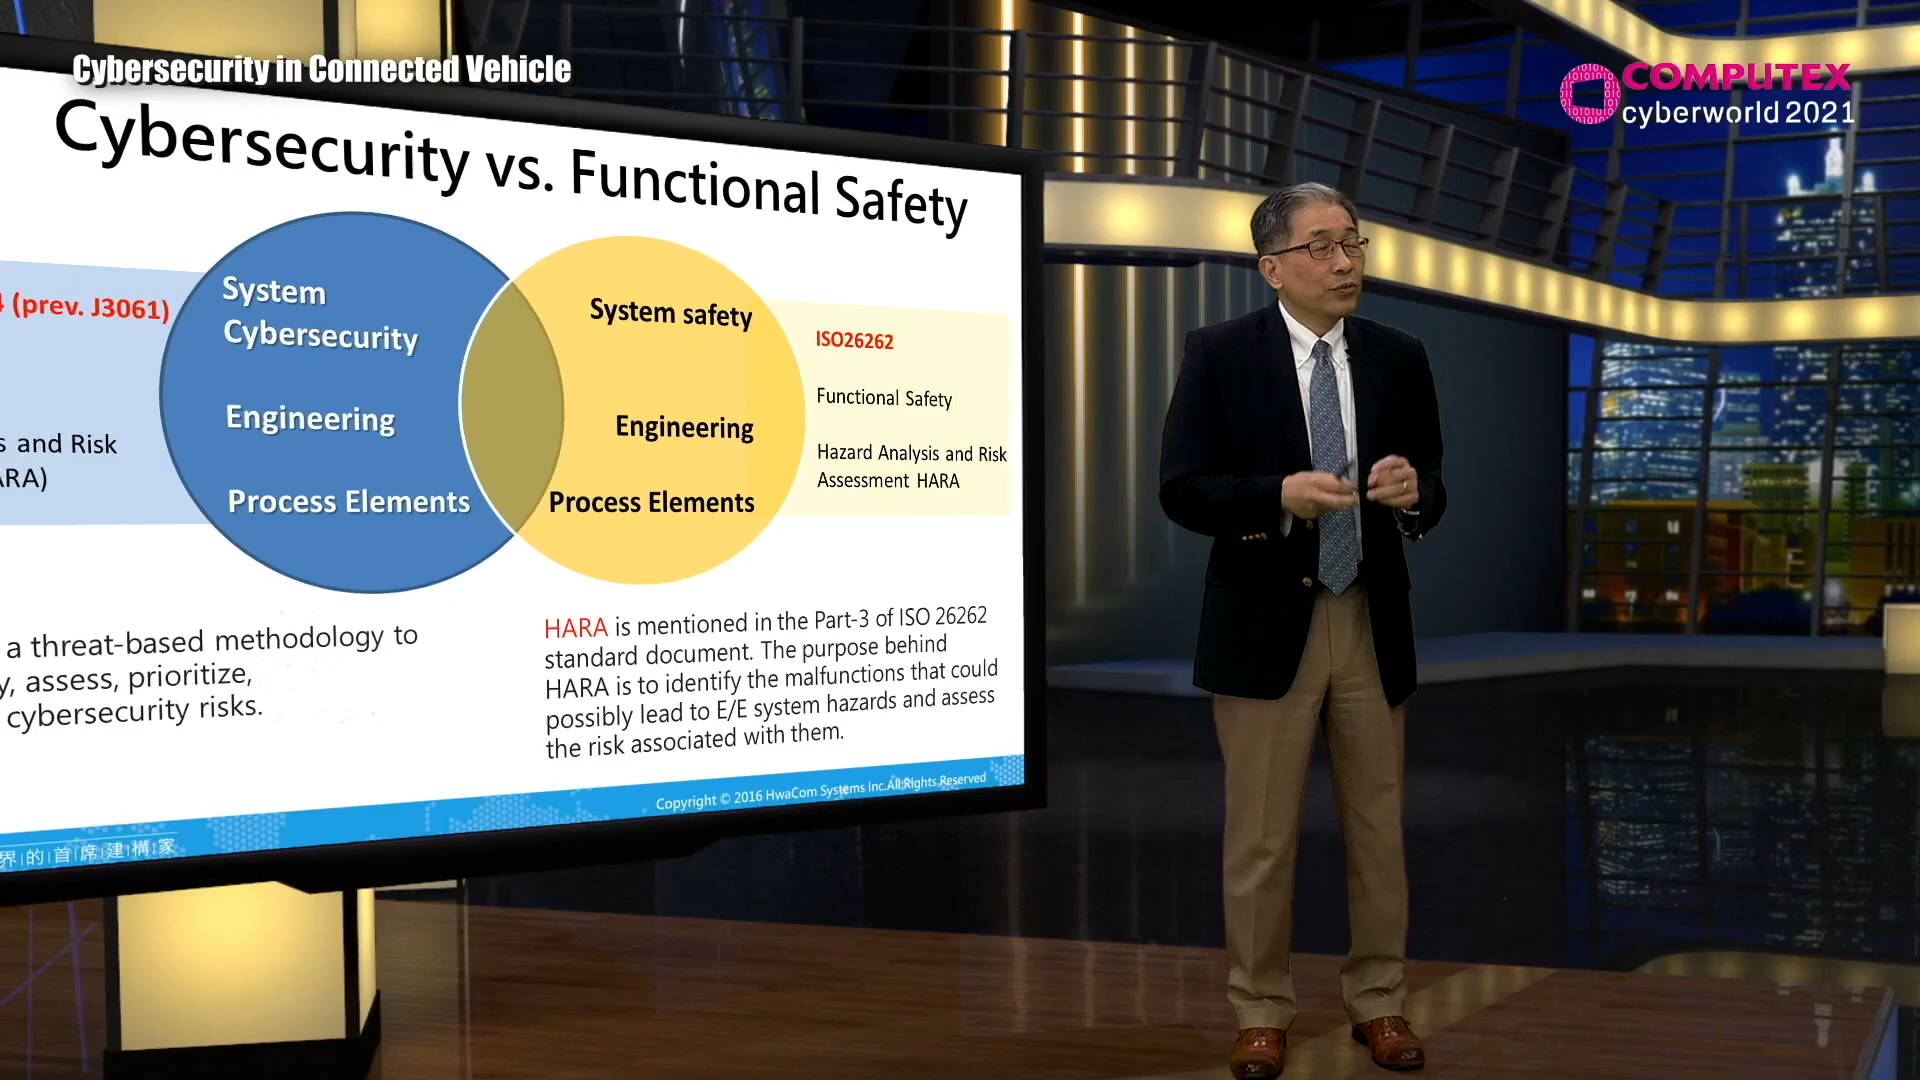 Cybersecurity in Connected Vehicle
COMPUTEX
cyberworld 2021
Cybersecurity vs. Functional Safety
4 (prev. J3061)
s and Risk
ARA)
System
Cybersecurity
Engineering
Process Elements
System safety
Engineering
Process Elements
ISO26262
Functional Safety
Hazard Analysis and Risk
Assessment HARA
a threat-based methodology to
y, assess, prioritize,
cybersecurity risks.
HARA is mentioned in the Part-3 of ISO 26262
standard document. The purpose behind
HARA is to identify the malfunctions that could
possibly lead to E/E system hazards and assess
the risk associated with them.
Copyright © 2016 HwaCom Systems Inc.All Rights Reserved
界|的|首|席|建|構|家